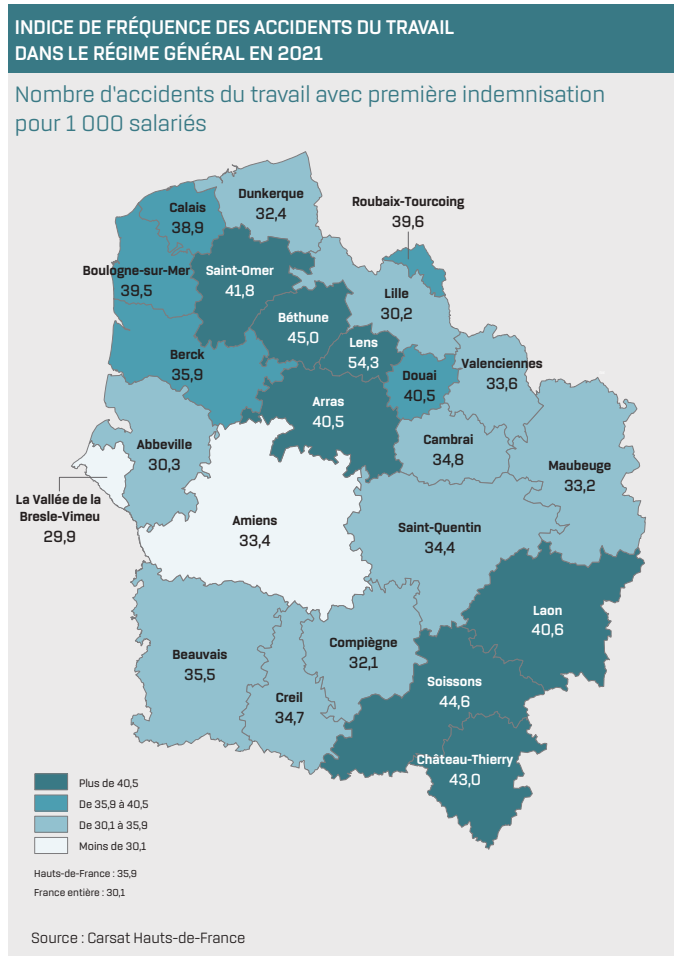 INDICE DE FRÉQUENCE DES ACCIDENTS DU TRAVAIL
DANS LE RÉGIME GÉNÉRAL EN 2021
Nombre d'accidents du travail avec première indemnisation
pour 1 000 salariés
Dunkerque
32,4
Calais
38,9
Roubaix-Tourcoing
39,6
Boulogne-sur-Mer
39,5
Saint-Omer
41,8
Lille
30,2
Béthune
45,0
Lens
54,3
Berck
35,9
Douai
40,5
Valenciennes
33,6
Arras
40,5
Abbeville
30,3
Cambrai
34,8
Maubeuge
33,2
La Vallée de la
Bresle-Vimeu
29,9
Amiens
33,4
Saint-Quentin
34,4
Laon
40,6
Beauvais
35,5
Compiègne
32,1
Creil
34,7
Soissons
44,6
Château-Thierry
43,0
Plus de 40,5
De 35,9 à 40,5
De 30,1 à 35,9
Moins de 30,1
Hauts-de-France : 35,9
France entière : 30,1
Source : Carsat Hauts-de-France